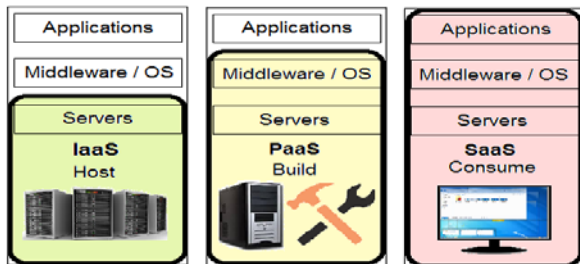 Applications
Middleware / OS
Servers
IaaS
Host
Applications
Middleware / OS
Servers
PaaS
Build
Applications
Middleware / OS
Servers
SaaS
Consume